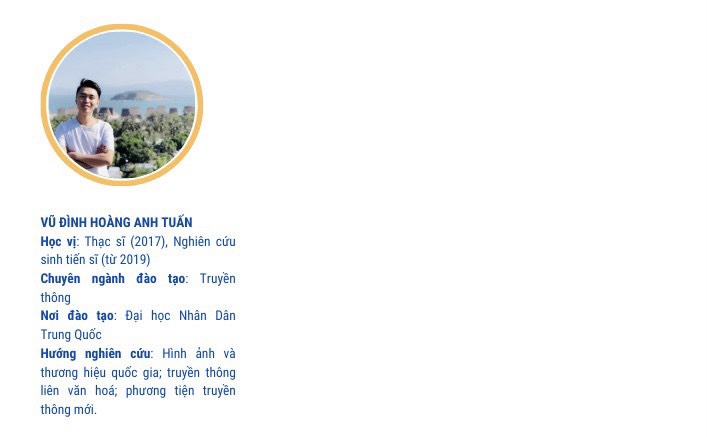 VŨ ĐÌNH HOÀNG ANH TUẤN
Học vị: Thạc sĩ (2017), Nghiên cứu
sinh tiến sĩ (từ 2019)
Chuyên ngành đào tạo: Truyền
thông
Nơi đào tạo: Đại học Nhân Dân
Trung Quốc
Hướng nghiên cứu: Hình ảnh và
thương hiệu quốc gia; truyền thông
liên văn hoá; phương tiện truyền
thông mới.